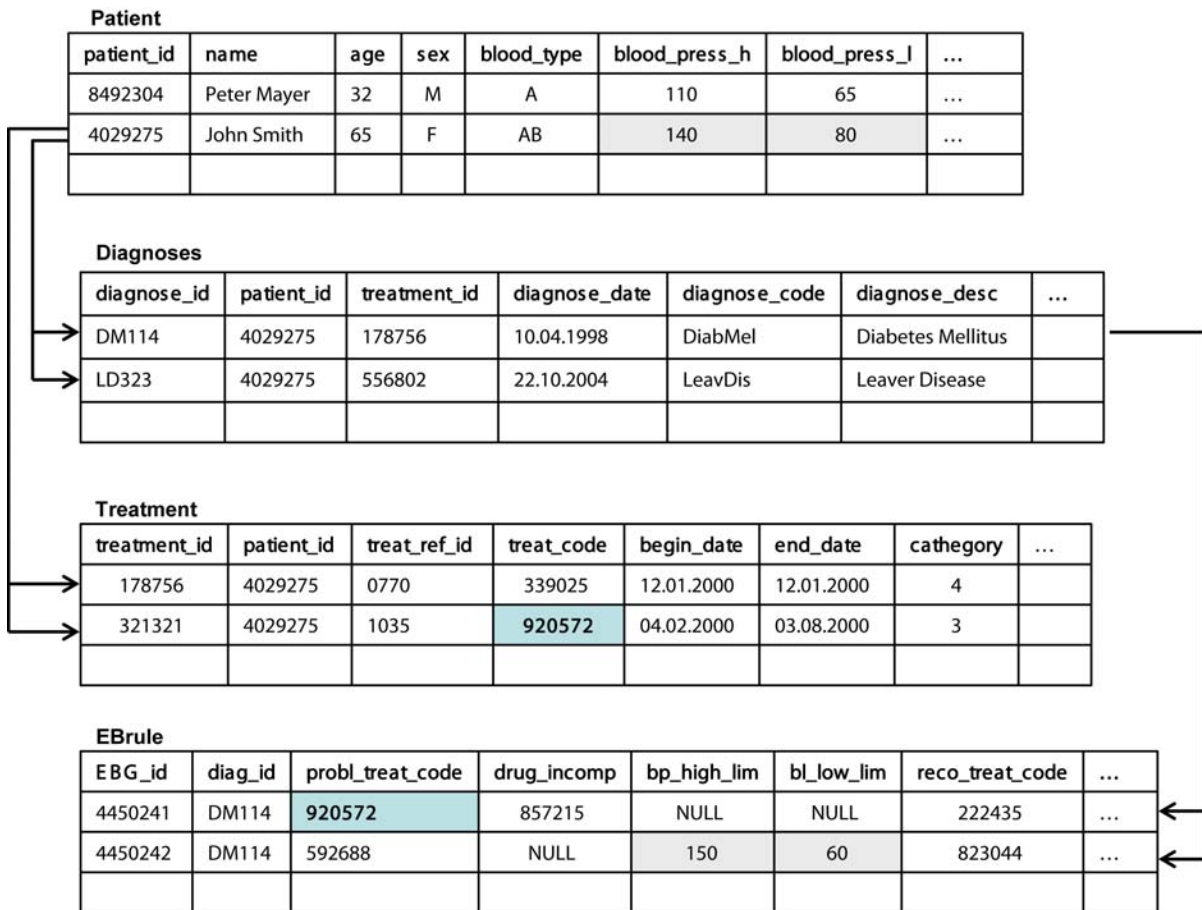 Patient
patient_id name age sex blood_type blood_press_h blood_press_l ...
8492304 Peter Mayer 32 M A 110 65 ...
4029275 John Smith 65 F AB 140 80 ...
Diagnoses
diagnose_id patient_id treatment_id diagnose_date diagnose_code diagnose_desc ...
DM114 4029275 178756 10.04.1998 DiabMel Diabetes Mellitus
LD323 4029275 556802 22.10.2004 LeavDis Leaver Disease
Treatment
treatment_id patient_id treat_ref_id treat_code begin_date end_date cathegory ...
178756 4029275 0770 339025 12.01.2000 12.01.2000 4
321321 4029275 1035 920572 04.02.2000 03.08.2000 3
EBrule
EBG_id diag_id probl_treat_code drug_incomp bp_high_lim bl_low_lim reco_treat_code ...
4450241 DM114 920572 857215 NULL NULL 222435 ...
4450242 DM114 592688 NULL 150 60 823044 ...